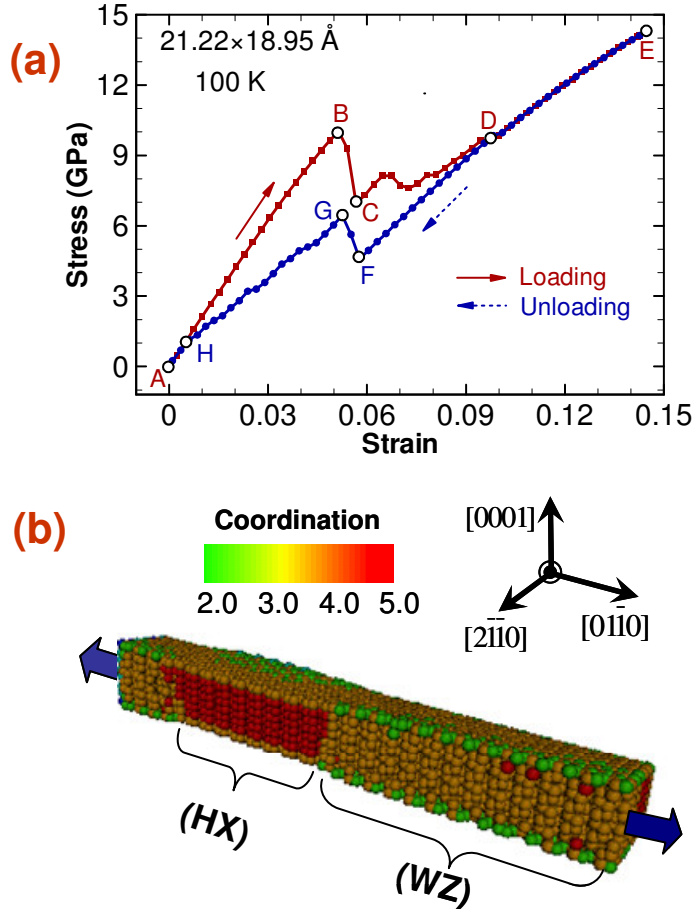 (a)
21.22×18.95 Å
100 K
Stress (GPa)
15
12
9
6
3
0
A
B
C
D
E
F
G
H
Loading
Unloading
0
0.03
0.06
0.09
0.12
0.15
Strain
(b)
Coordination
2.0 3.0 4.0 5.0
[0001]
[2̄1̄10]
[011̄0]
(HX)
(WZ)